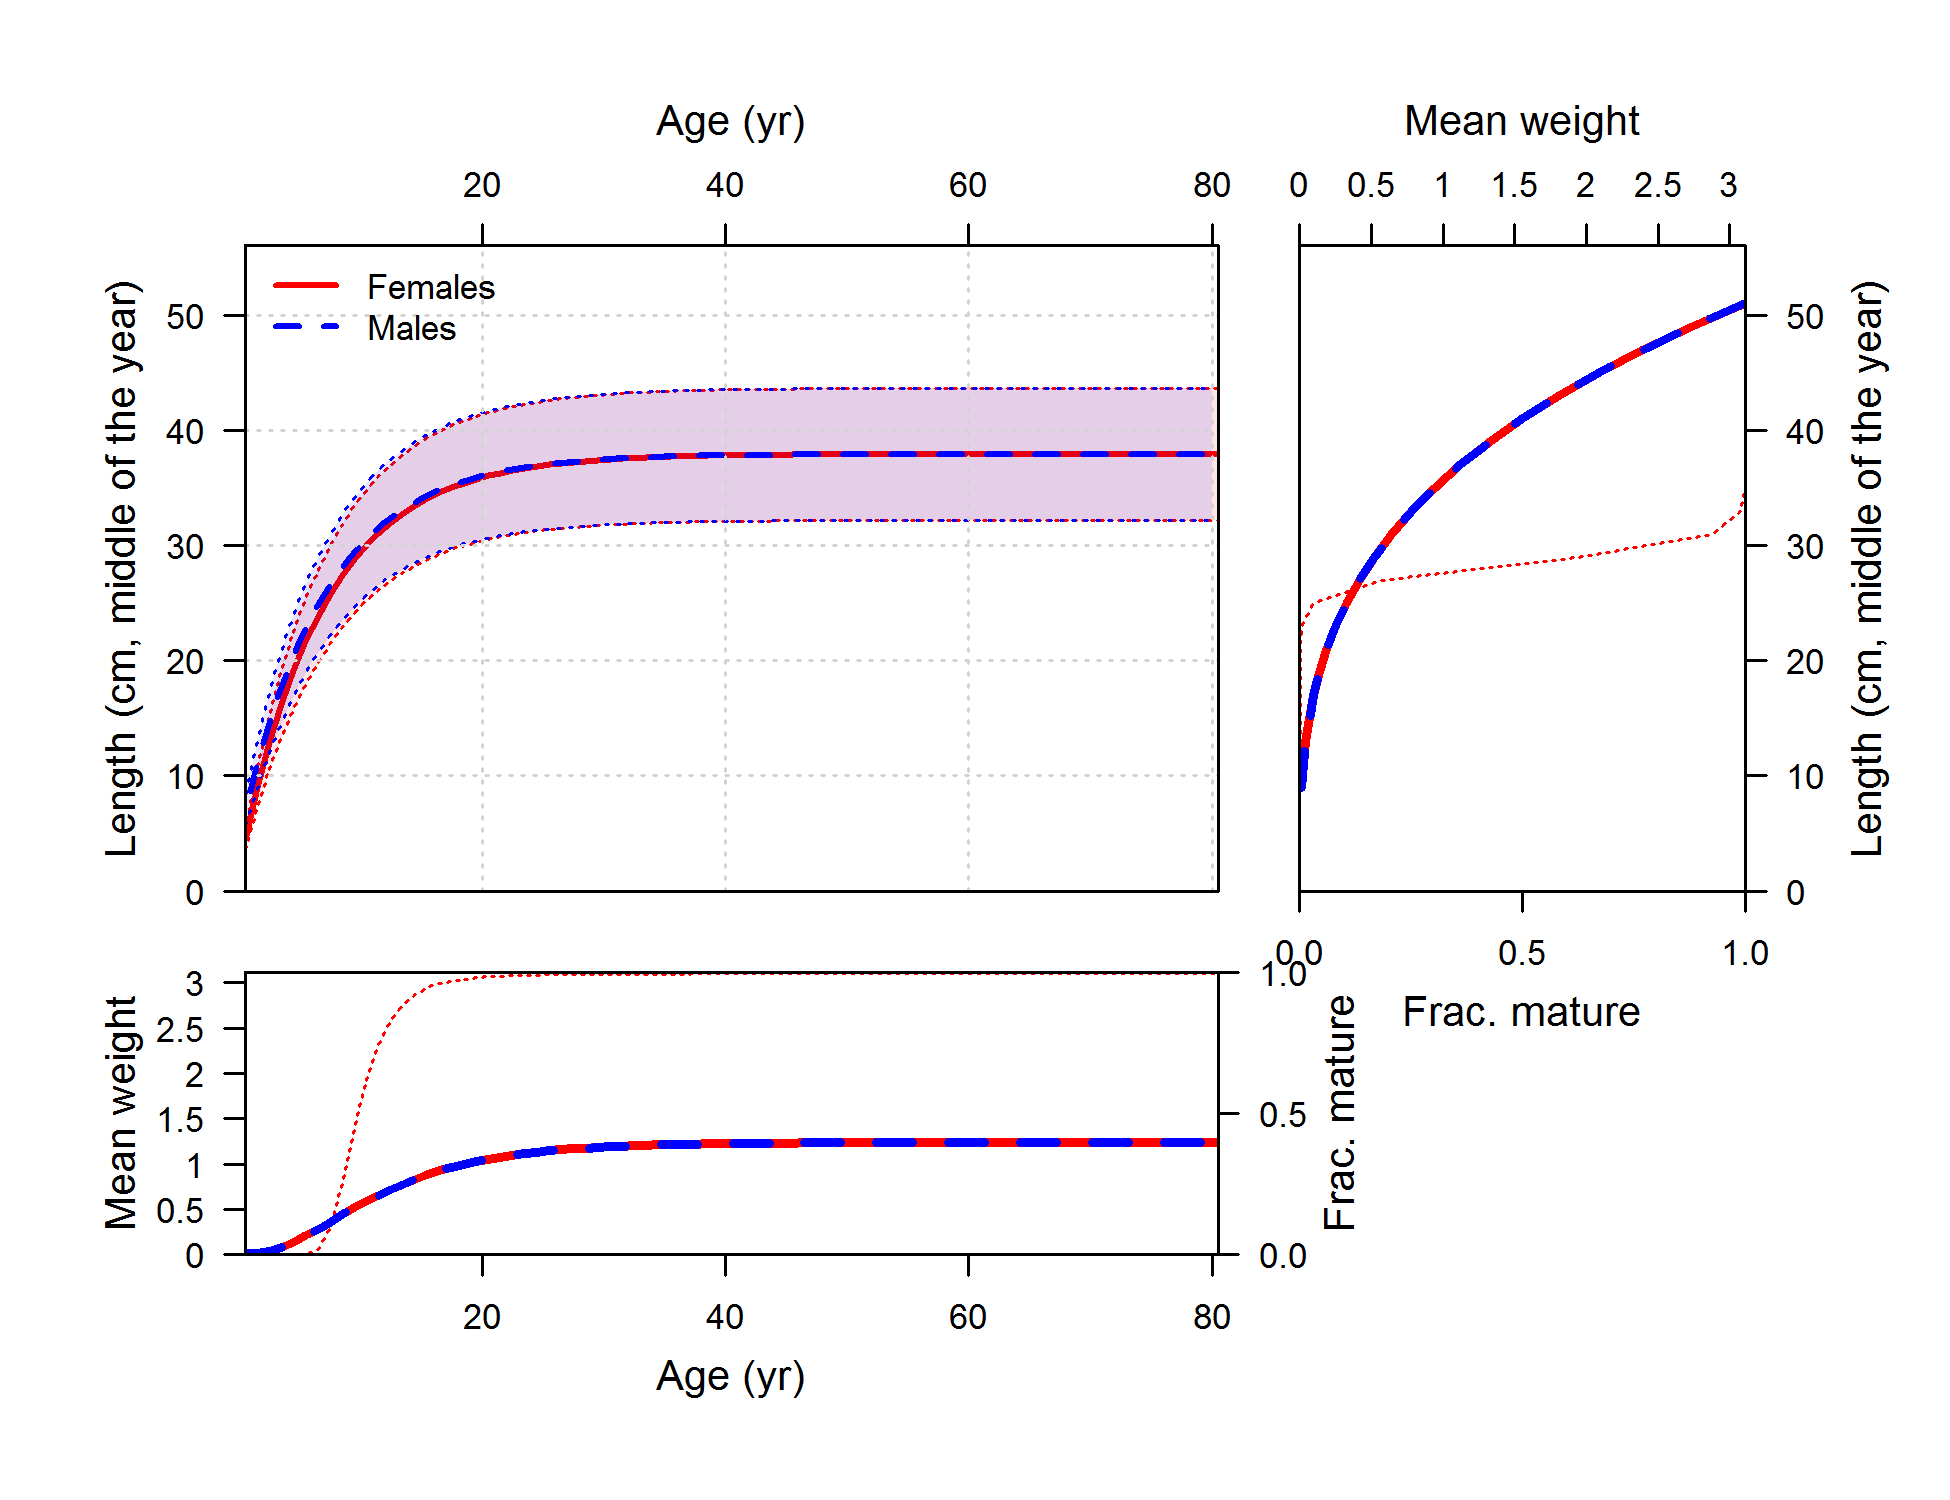 Age (yr)
20 40 60 80
Length (cm, middle of the year)
50
40
30
20
10
0
Females
Males
Mean weight
0 0.5 1 1.5 2 2.5 3
50
40
30
20
10
0
Length (cm, middle of the year)
0.0 0.5 1.0
Frac. mature
Mean weight
3
2.5
2
1.5
1
0.5
0
1.0
0.5
0.0
Frac. mature
20 40 60 80
Age (yr)